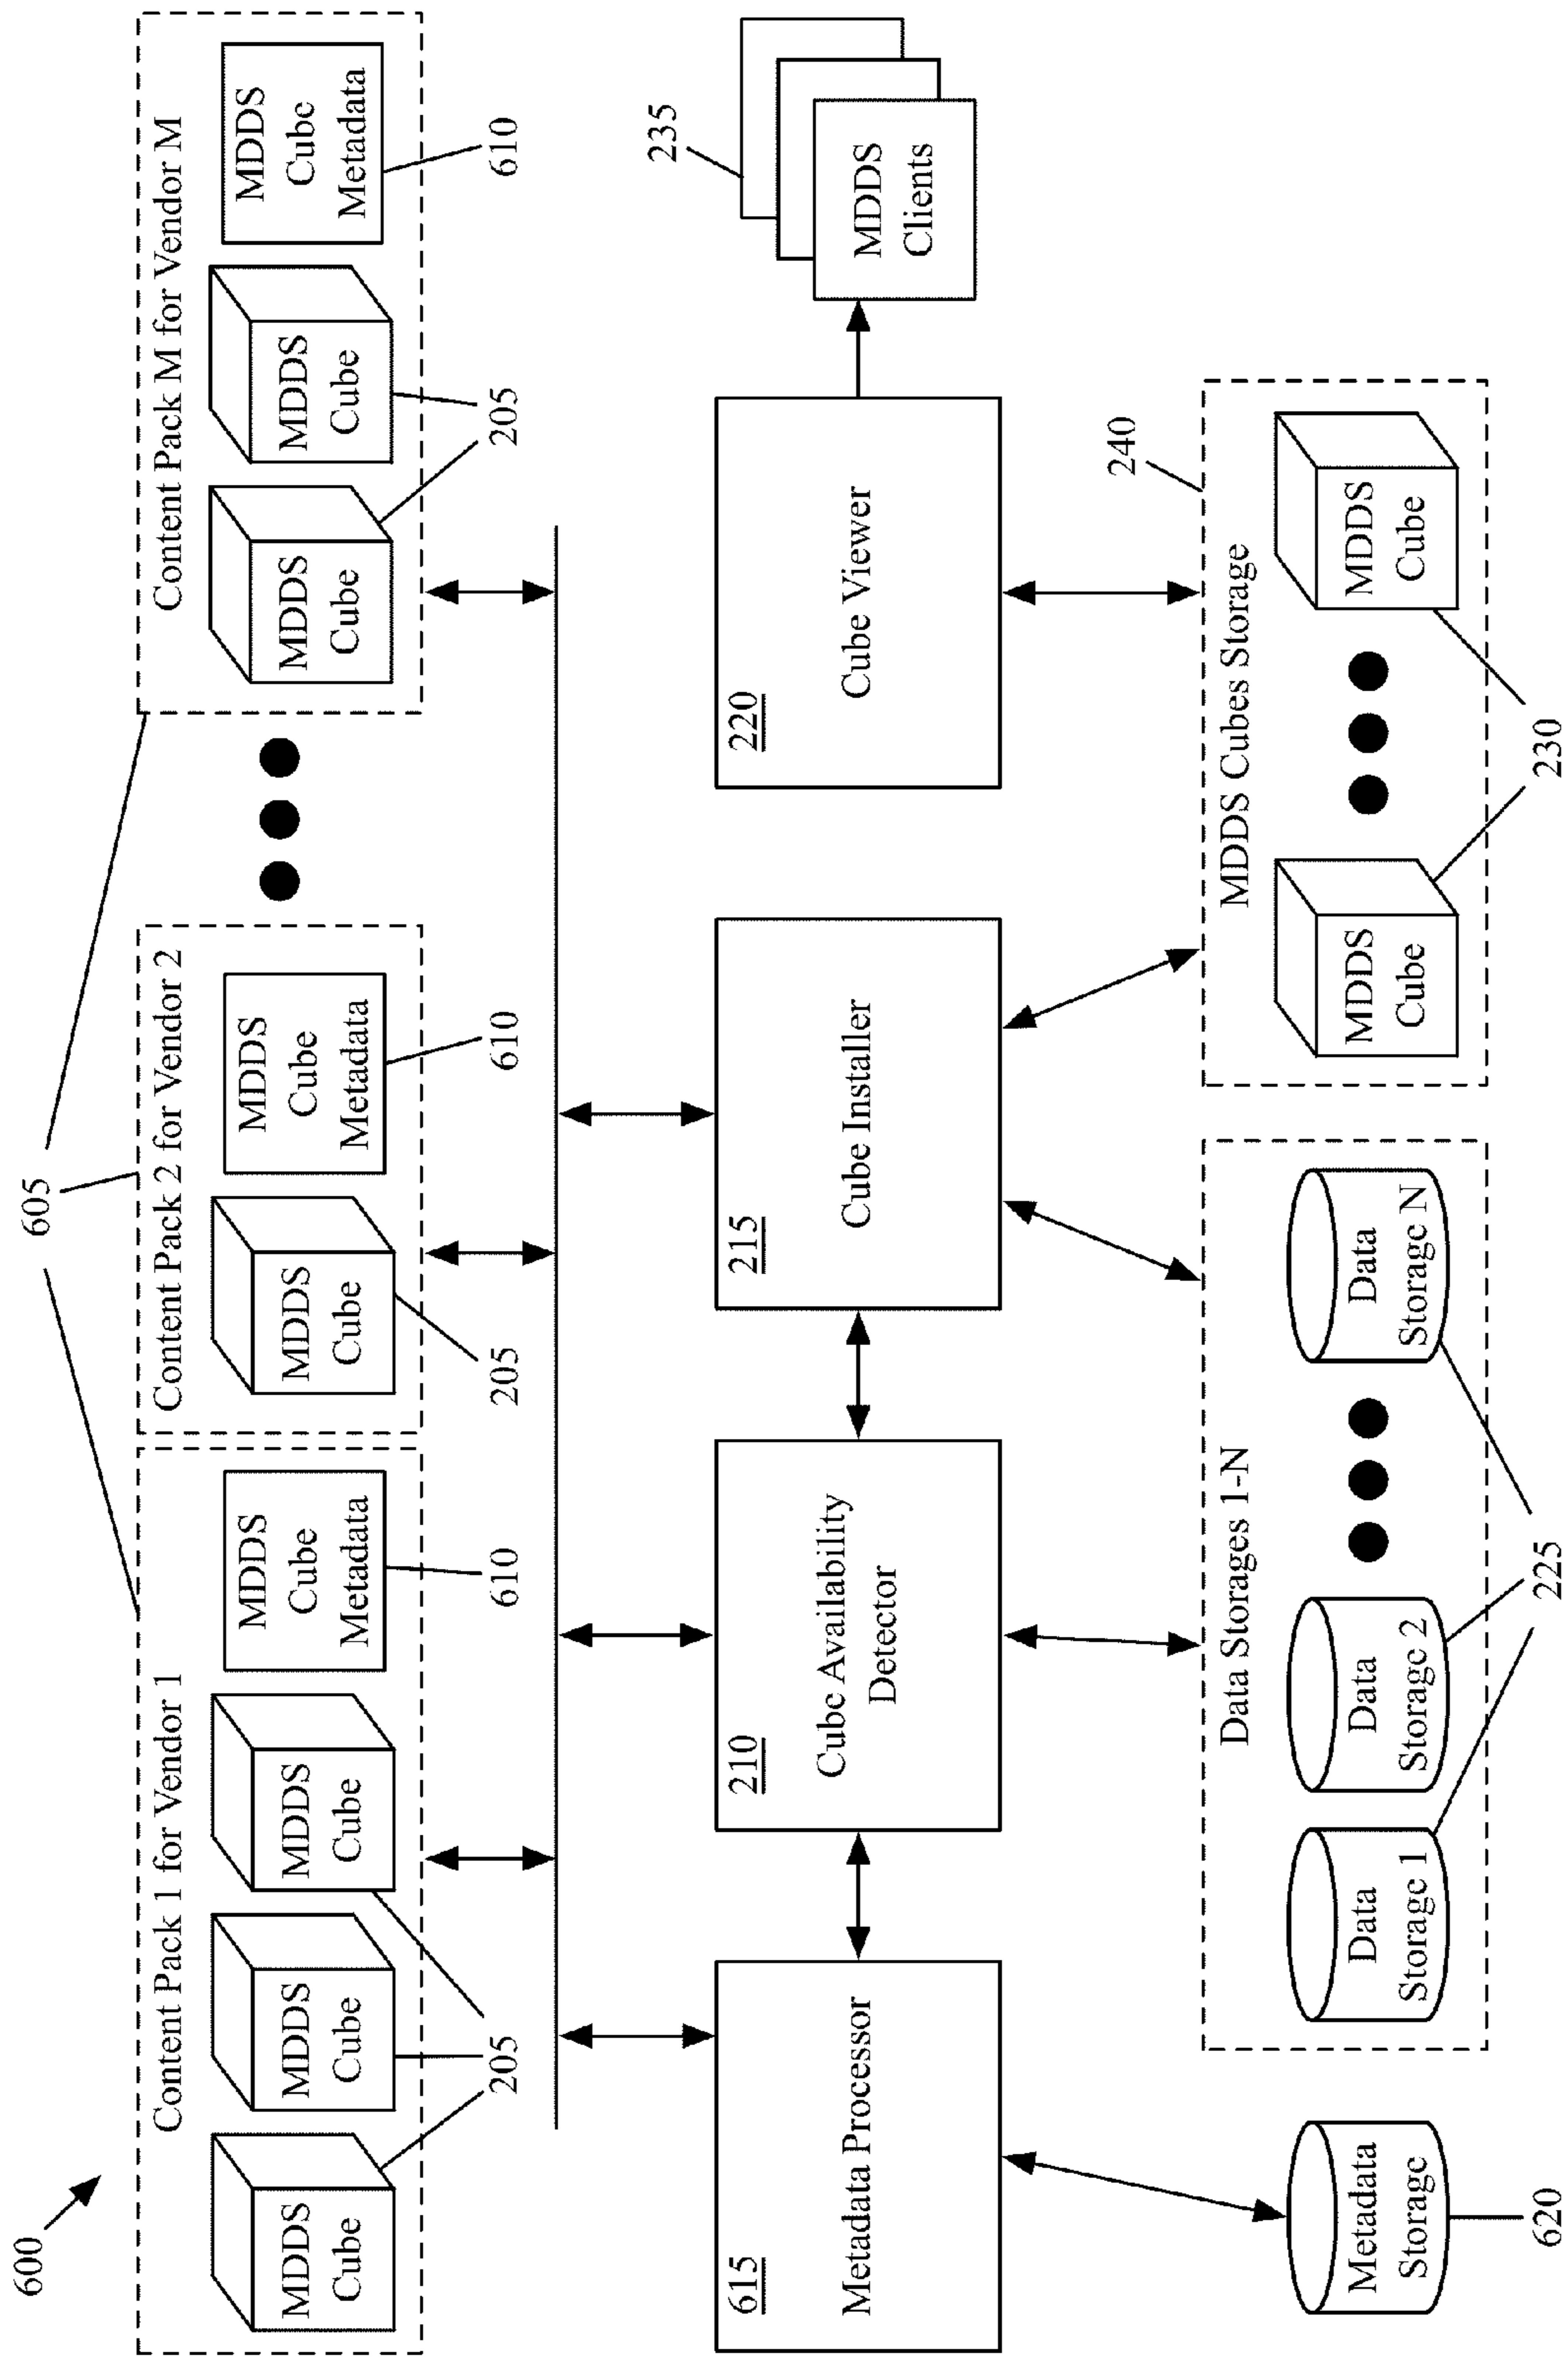 600
605
Content Pack 1 for Vendor 1
MDDS
Cube
MDDS
Cube
MDDS
Cube
MDDS
Cube
Metadata
205
610
Content Pack 2 for Vendor 2
MDDS
Cube
MDDS
Cube
Metadata
205
610
Content Pack M for Vendor M
MDDS
Cube
MDDS
Cube
MDDS
Cube
Metadata
205
610
615
Metadata Processor
210
Cube Availability
Detector
215
Cube Installer
220
Cube Viewer
235
MDDS
Clients
Metadata
Storage
620
Data Storages 1-N
Data
Storage 1
Data
Storage 2
Data
Storage N
225
240
MDDS Cubes Storage
MDDS
Cube
MDDS
Cube
230